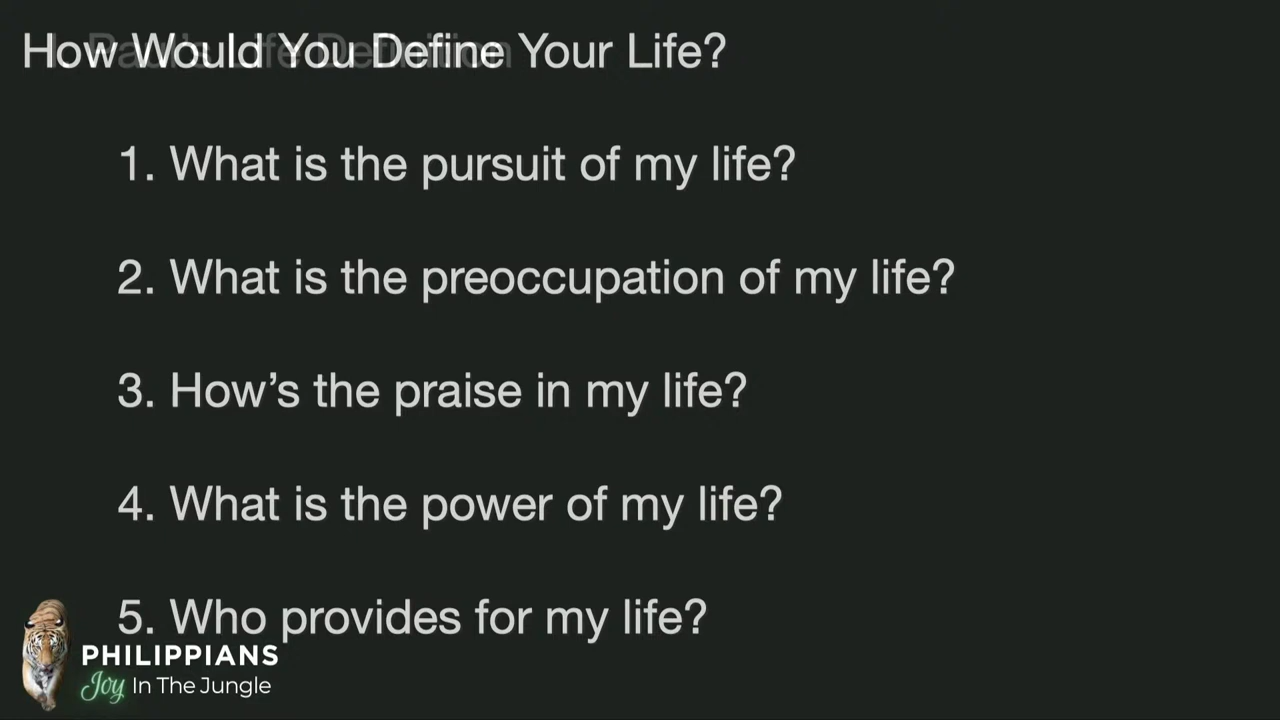 How Would You Define Your Life?
1. What is the pursuit of my life?
2. What is the preoccupation of my life?
3. How’s the praise in my life?
4. What is the power of my life?
5. Who provides for my life?
PHILIPPIANS
Joy In The Jungle